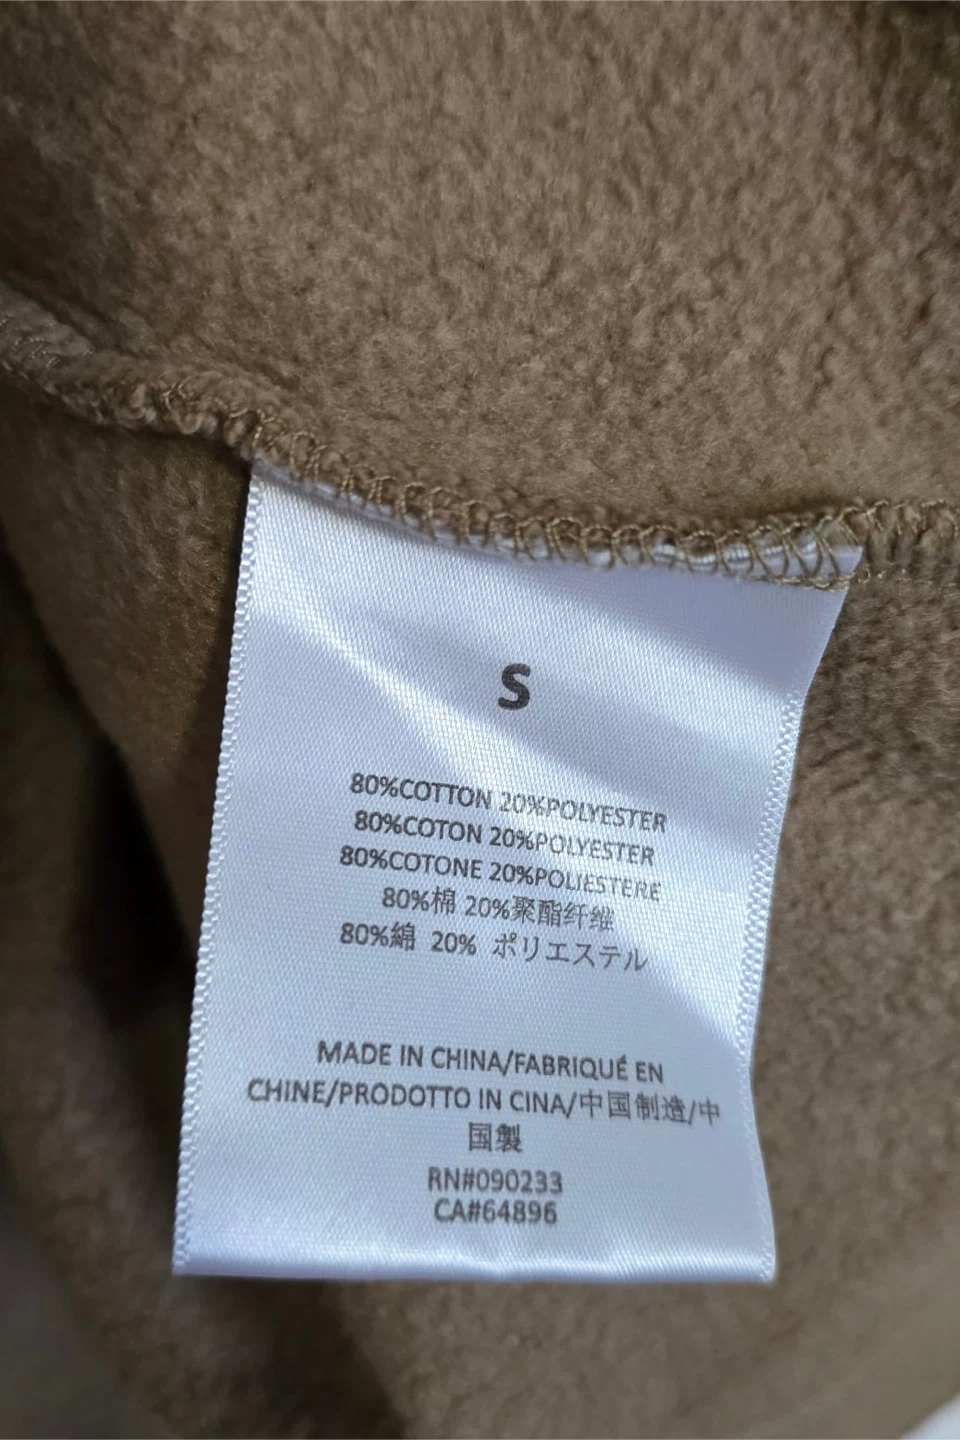 S
80%COTTON 20%POLYESTER
80%COTON 20%POLYESTER
80%COTONE 20%POLIESTERE
80%棉 20%聚酯纤维
80%綿 20% ポリエステル
MADE IN CHINA/FABRIQUÉ EN
CHINE/PRODOTTO IN CINA/中国制造/中
国製
RN#090233
CA#64896